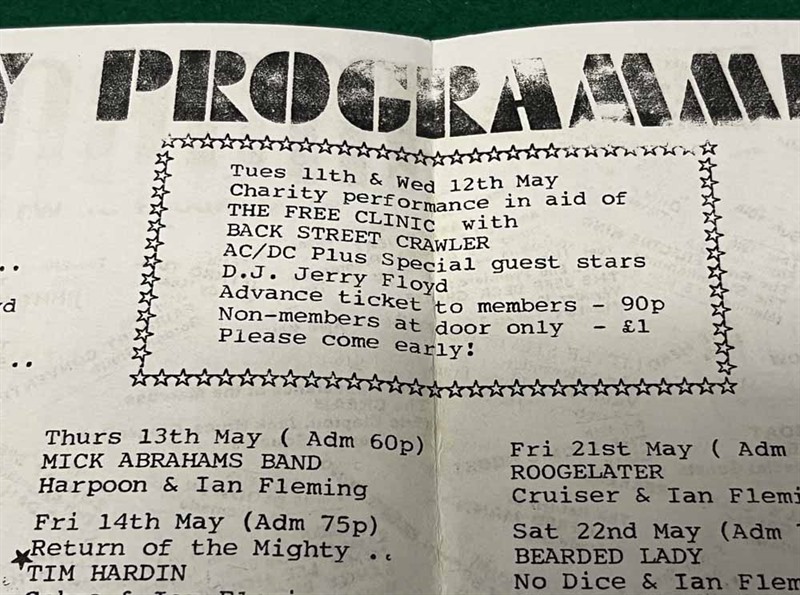 Y PROGRAMM
Tues 11th & Wed 12th May
Charity performance in aid of
THE FREE CLINIC with
BACK STREET CRAWLER
AC/DC Plus Special guest stars
D.J. Jerry Floyd
Advance ticket to members - 90p
Non-members at door only - £1
Please come early!
..
yd
..
Thurs 13th May ( Adm 60p)
MICK ABRAHAMS BAND
Harpoon & Ian Fleming
Fri 14th May (Adm 75p)
Return of the Mighty ..
TIM HARDIN
Fri 21st May ( Adm
ROOGELATER
Cruiser & Ian Flemi
Sat 22nd May (Adm
BEARDED LADY
No Dice & Ian Flem